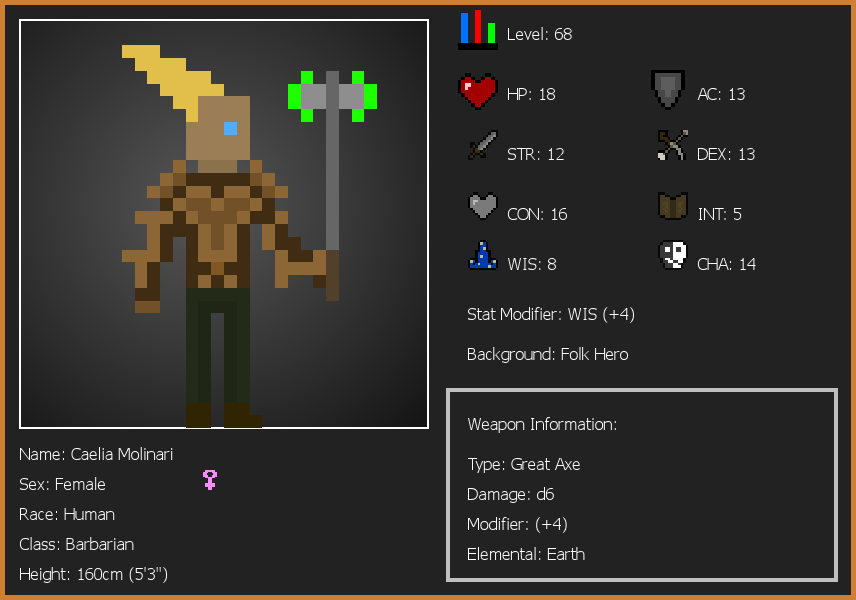 Level: 68
HP: 18
AC: 13
STR: 12
DEX: 13
CON: 16
INT: 5
WIS: 8
CHA: 14
Stat Modifier: WIS (+4)
Background: Folk Hero
Weapon Information:
Type: Great Axe
Damage: d6
Modifier: (+4)
Elemental: Earth
Name: Caelia Molinari
Sex: Female
Race: Human
Class: Barbarian
Height: 160cm (5'3")